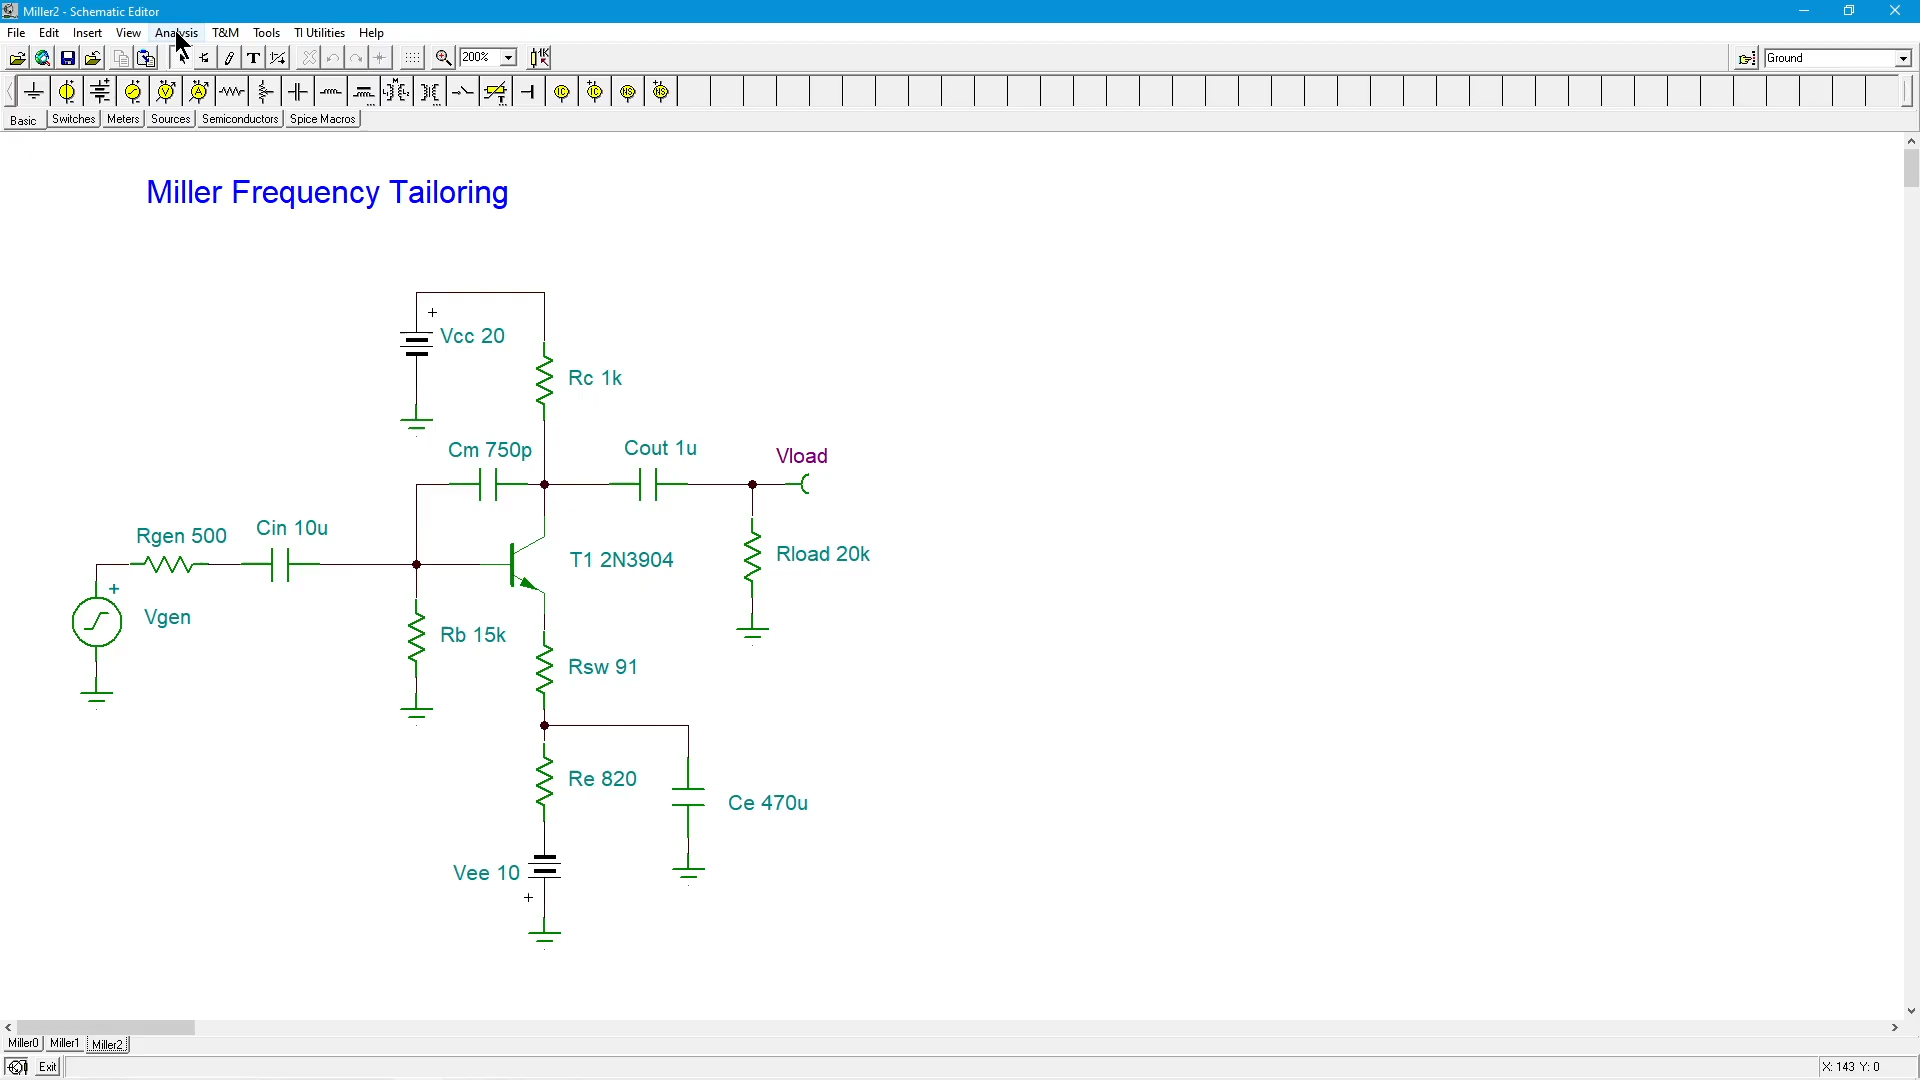 Miller2 - Schematic Editor
File Edit Insert View Analysis T&M Tools TI Utilities Help
200% 1K Ground
Basic Switches Meters Sources Semiconductors Spice Macros
Miller Frequency Tailoring
+
Vcc 20
Rc 1k
Cm 750p
Cout 1u
Vload
Rgen 500
Cin 10u
T1 2N3904
Rload 20k
+
Vgen
Rb 15k
Rsw 91
Re 820
Ce 470u
Vee 10
+
Miller0 Miller1 Miller2
Exit
X: 143 Y: 0